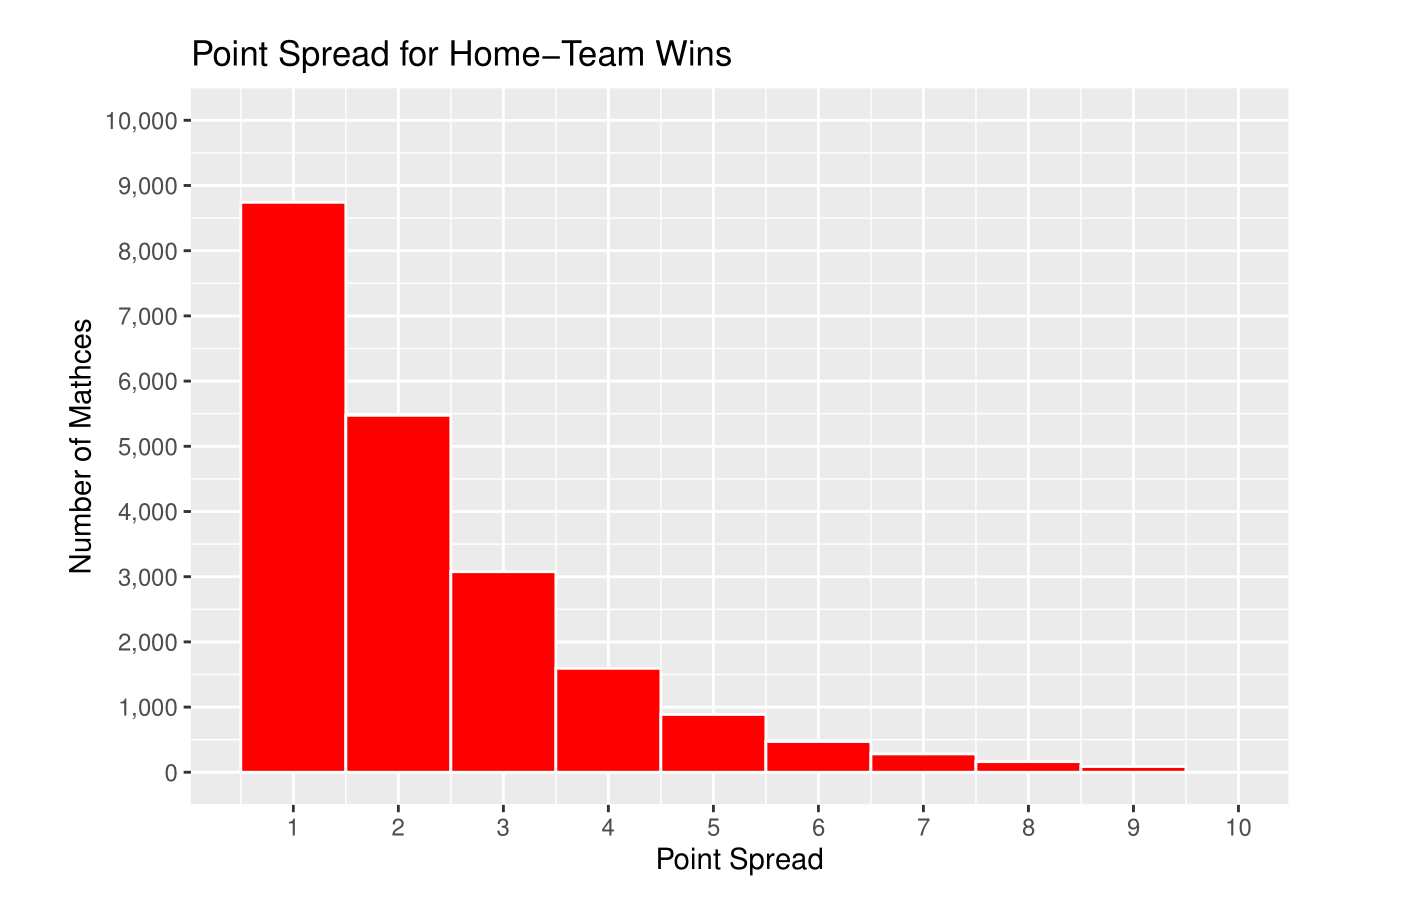 Point Spread for Home−Team Wins
10,000
9,000
8,000
7,000
6,000
5,000
4,000
3,000
2,000
1,000
0
Number of Mathces
1 2 3 4 5 6 7 8 9 10
Point Spread